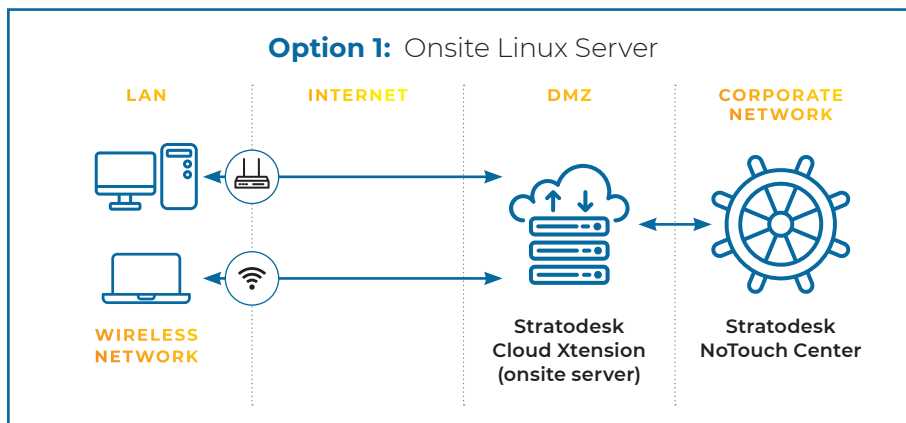 Option 1: Onsite Linux Server
LAN
INTERNET
DMZ
CORPORATE
NETWORK
WIRELESS
NETWORK
Stratodesk
Cloud Xtension
(onsite server)
Stratodesk
NoTouch Center